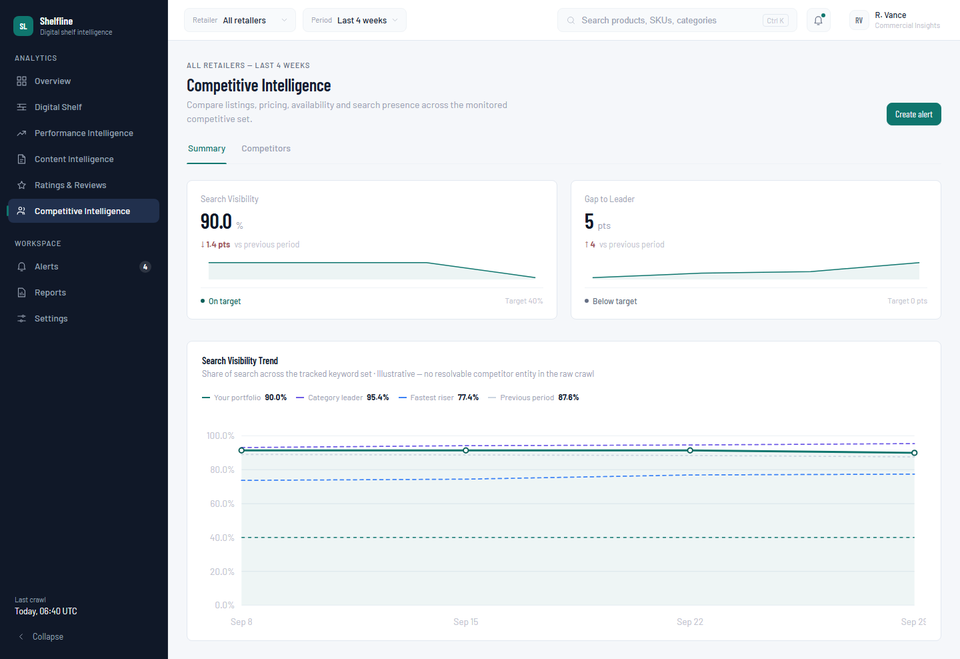 SL
Shelfline
Digital shelf intelligence
ANALYTICS
Overview
Digital Shelf
Performance Intelligence
Content Intelligence
Ratings & Reviews
Competitive Intelligence
WORKSPACE
Alerts 4
Reports
Settings
Last crawl
Today, 06:40 UTC
Collapse
Retailer All retailers
Period Last 4 weeks
Search products, SKUs, categories Ctrl K
RV
R. Vance
Commercial Insights
ALL RETAILERS — LAST 4 WEEKS
Competitive Intelligence
Compare listings, pricing, availability and search presence across the monitored
competitive set.
Create alert
Summary Competitors
Search Visibility
90.0 %
↓ 1.4 pts vs previous period
On target Target 40%
Gap to Leader
5 pts
↑ 4 vs previous period
Below target Target 0 pts
Search Visibility Trend
Share of search across the tracked keyword set · Illustrative — no resolvable competitor entity in the raw crawl
Your portfolio 90.0% Category leader 95.4% Fastest riser 77.4% Previous period 87.6%
100.0%
80.0%
60.0%
40.0%
20.0%
0.0%
Sep 8 Sep 15 Sep 22 Sep 29